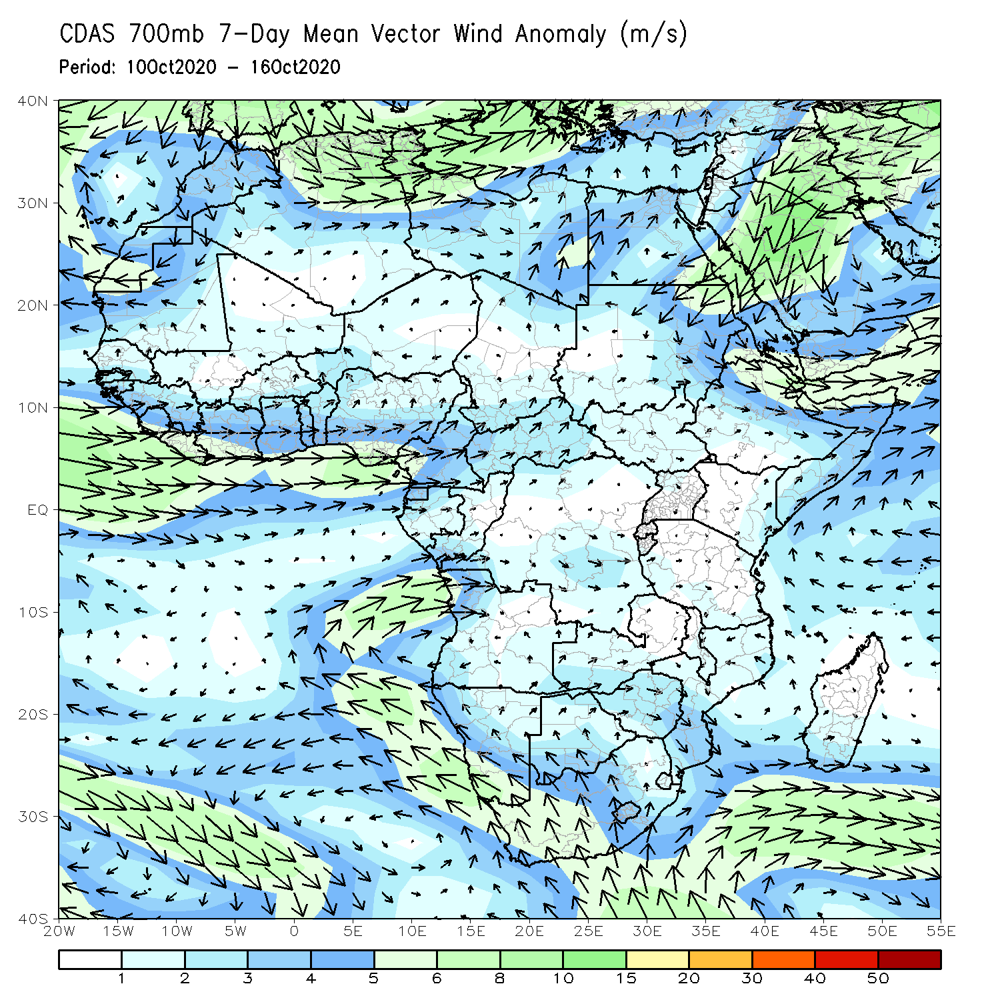 CDAS 700mb 7-Day Mean Vector Wind Anomaly (m/s)
Period: 10Oct2020 - 16Oct2020
40N
30N
20N
10N
EQ
10S
20S
30S
40S
20W 15W 10W 5W 0 5E 10E 15E 20E 25E 30E 35E 40E 45E 50E 55E
1 2 3 4 5 6 8 10 15 20 30 40 50